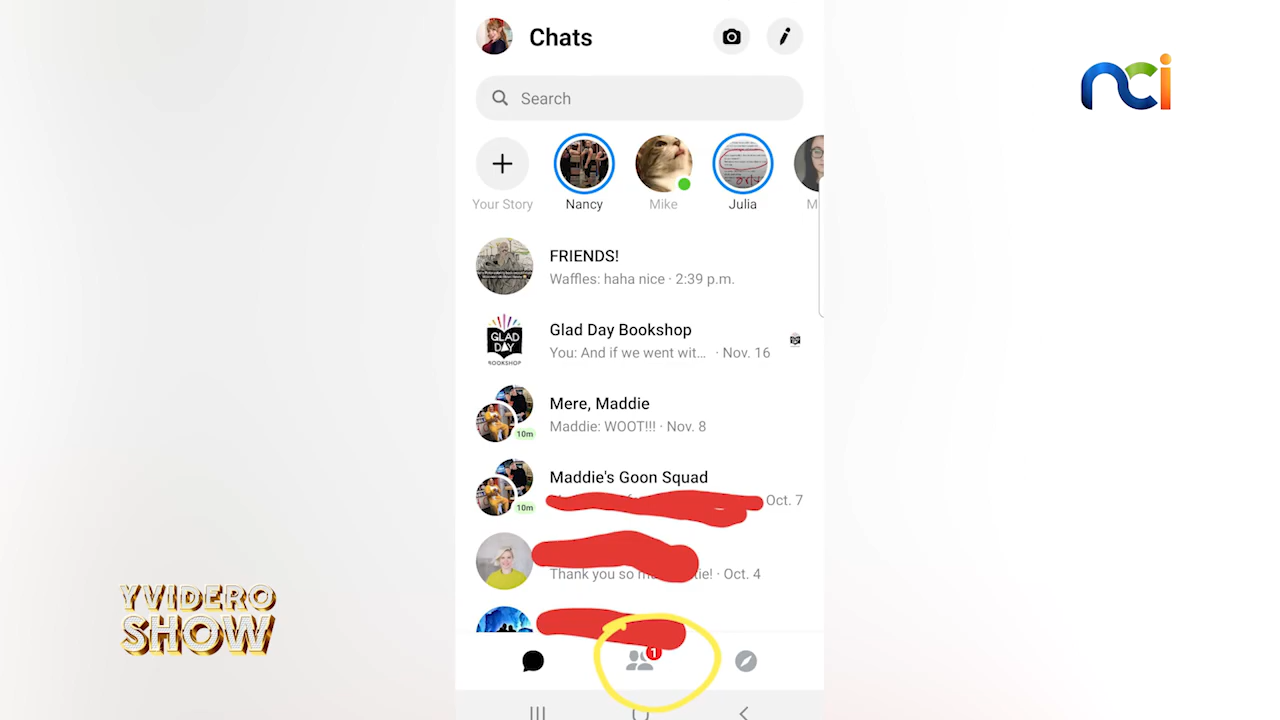 Chats
nci
Search
Your Story
Nancy
Mike
Julia
M
FRIENDS!
Waffles: haha nice · 2:39 p.m.
Glad Day Bookshop
You: And if we went wit... · Nov. 16
GLAD
DAY
BOOKSHOP
Mere, Maddie
Maddie: WOOT!!! · Nov. 8
10m
Maddie's Goon Squad
Oct. 7
10m
Thank you so m tie! · Oct. 4
1
YVIDERO
SHOW